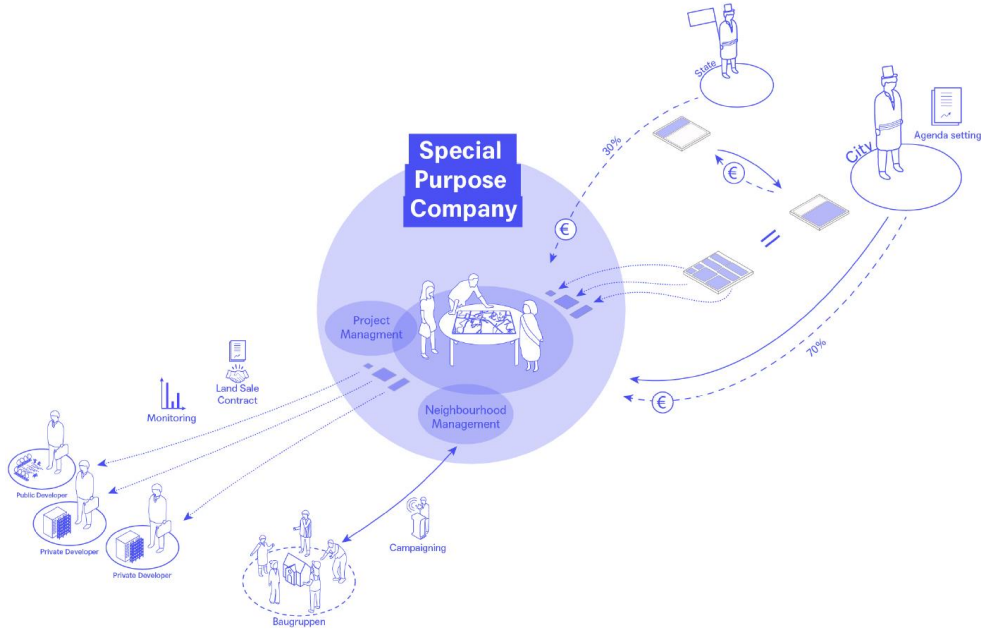 State
City
Agenda setting
30%
€
€
Special
Purpose
Company
70%
€
Project
Managment
Neighbourhood
Management
Land Sale
Contract
Monitoring
Public Developer
Private Developer
Private Developer
Campaigning
Baugruppen